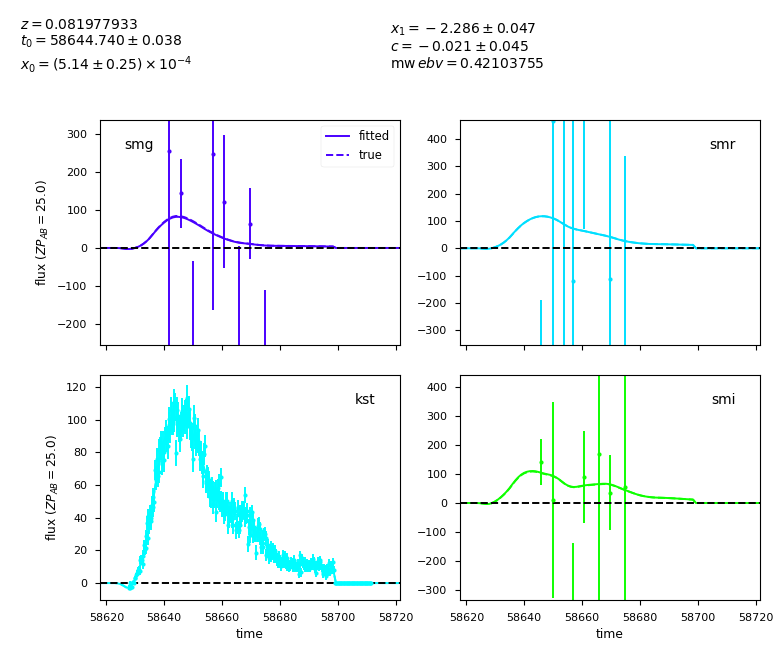 z = 0.081977933
t₀ = 58644.740 ± 0.038
x₀ = (5.14 ± 0.25) × 10⁻⁴
x₁ = −2.286 ± 0.047
c = −0.021 ± 0.045
mw ebv = 0.42103755
smg
fitted
true
300
200
100
0
−100
−200
flux (ZP_AB = 25.0)
smr
400
300
200
100
0
−100
−200
−300
kst
120
100
80
60
40
20
0
flux (ZP_AB = 25.0)
58620 58640 58660 58680 58700 58720
time
smi
400
300
200
100
0
−100
−200
−300
58620 58640 58660 58680 58700 58720
time